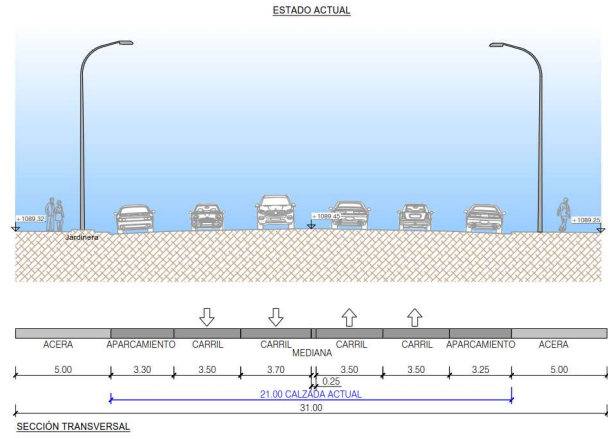 ESTADO ACTUAL
+1089.32
+1089.45
+1089.25
Jardinera
ACERA APARCAMIENTO CARRIL CARRIL CARRIL CARRIL APARCAMIENTO ACERA
MEDIANA
5.00 3.30 3.50 3.70 3.50 3.50 3.25 5.00
0.25
21.00 CALZADA ACTUAL
31.00
SECCIÓN TRANSVERSAL